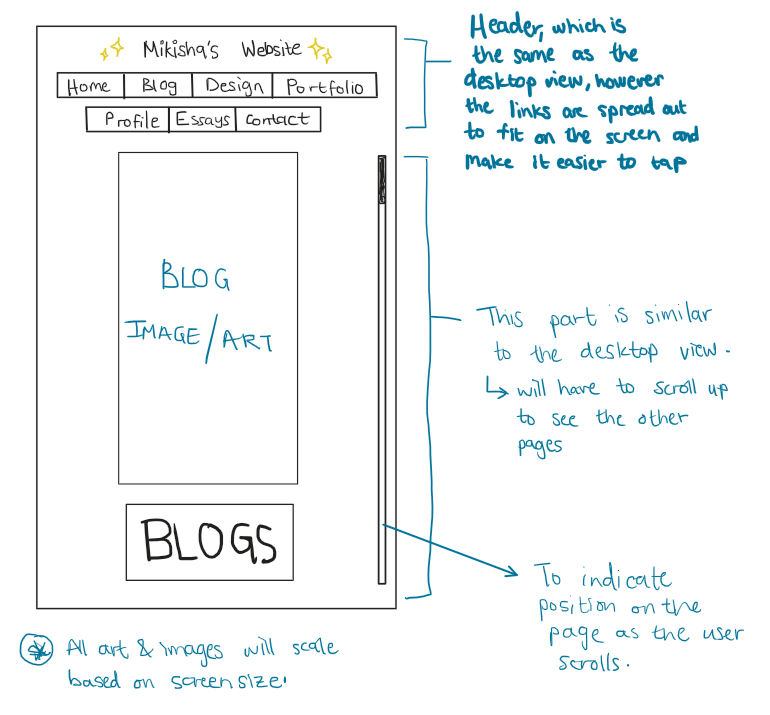 Mikisha's Website
Home Blog Design Portfolio
Profile Essays Contact
BLOG
IMAGE/ART
BLOGS
Header, which is
the same as the
desktop view, however
the links are spread out
to fit on the screen and
make it easier to tap
This part is similar
to the desktop view.
↳ will have to scroll up
to see the other
pages
To indicate
position on the
page as the user
scrolls.
All art & images will scale
based on screen size.